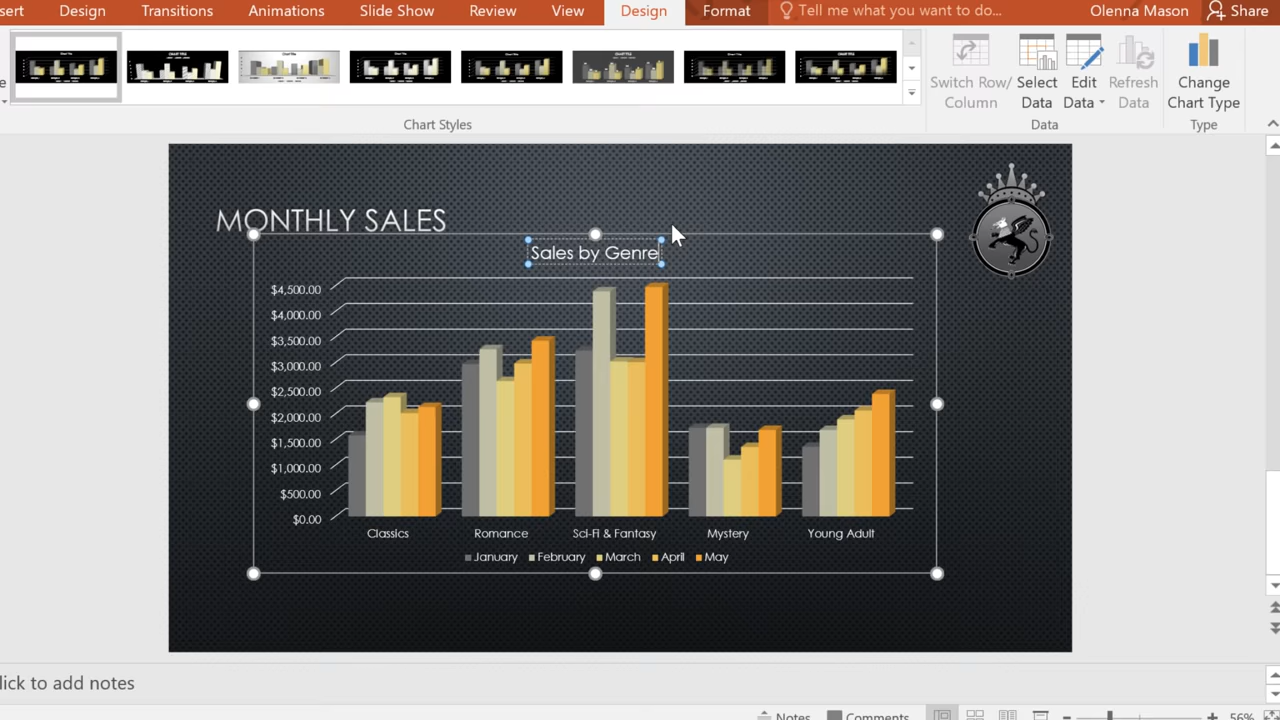 sert Design Transitions Animations Slide Show Review View Design Format Tell me what you want to do... Olenna Mason Share
e
Switch Row/
Column
Select
Data
Edit
Data
Refresh
Data
Change
Chart Type
Chart Styles
Data
Type
MONTHLY SALES
Sales by Genre
$4,500.00
$4,000.00
$3,500.00
$3,000.00
$2,500.00
$2,000.00
$1,500.00
$1,000.00
$500.00
$0.00
Classics Romance Sci-Fi & Fantasy Mystery Young Adult
January February March April May
lick to add notes
Notes Comments 56%